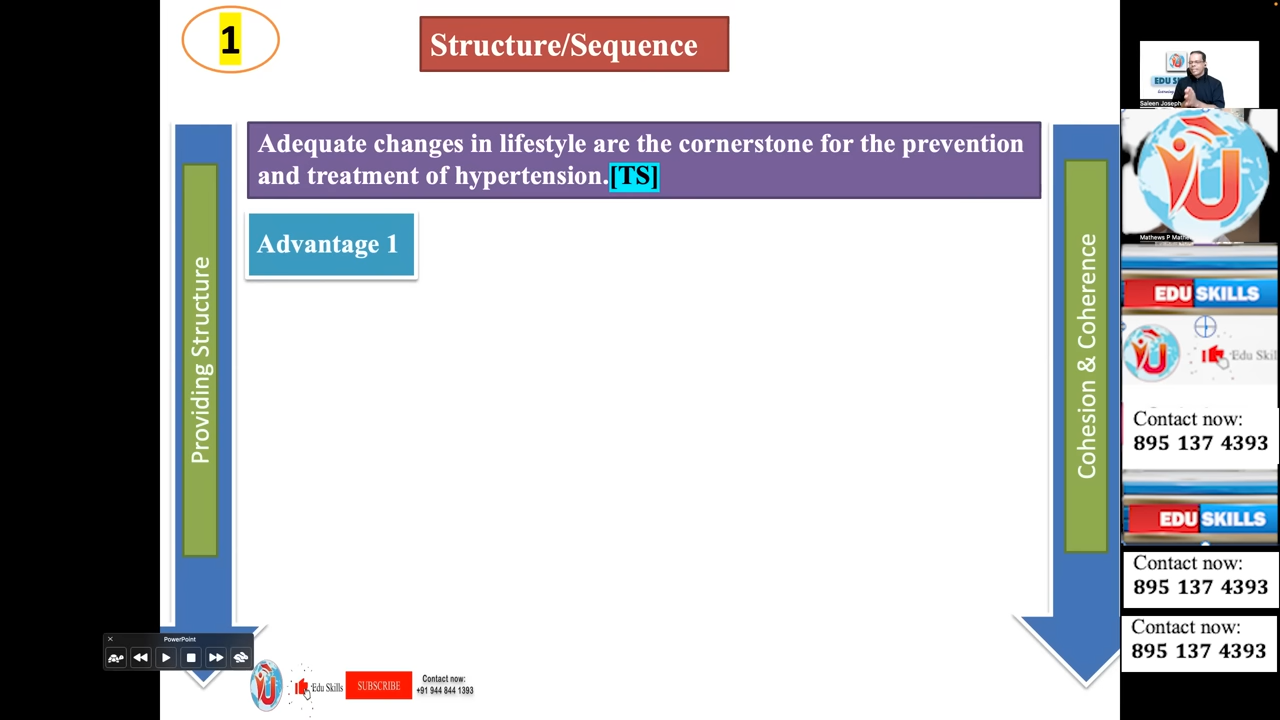 1
Structure/Sequence
Adequate changes in lifestyle are the cornerstone for the prevention
and treatment of hypertension.[TS]
Advantage 1
Providing Structure
Cohesion & Coherence
PowerPoint
Edu Skills
SUBSCRIBE
Contact now:
+91 944 844 1393
EDU S
Saleen Joseph
Mathews P Math
EDU SKILLS
Edu Skil
Contact now:
895 137 4393
EDU SKILLS
Contact now:
895 137 4393
Contact now:
895 137 4393